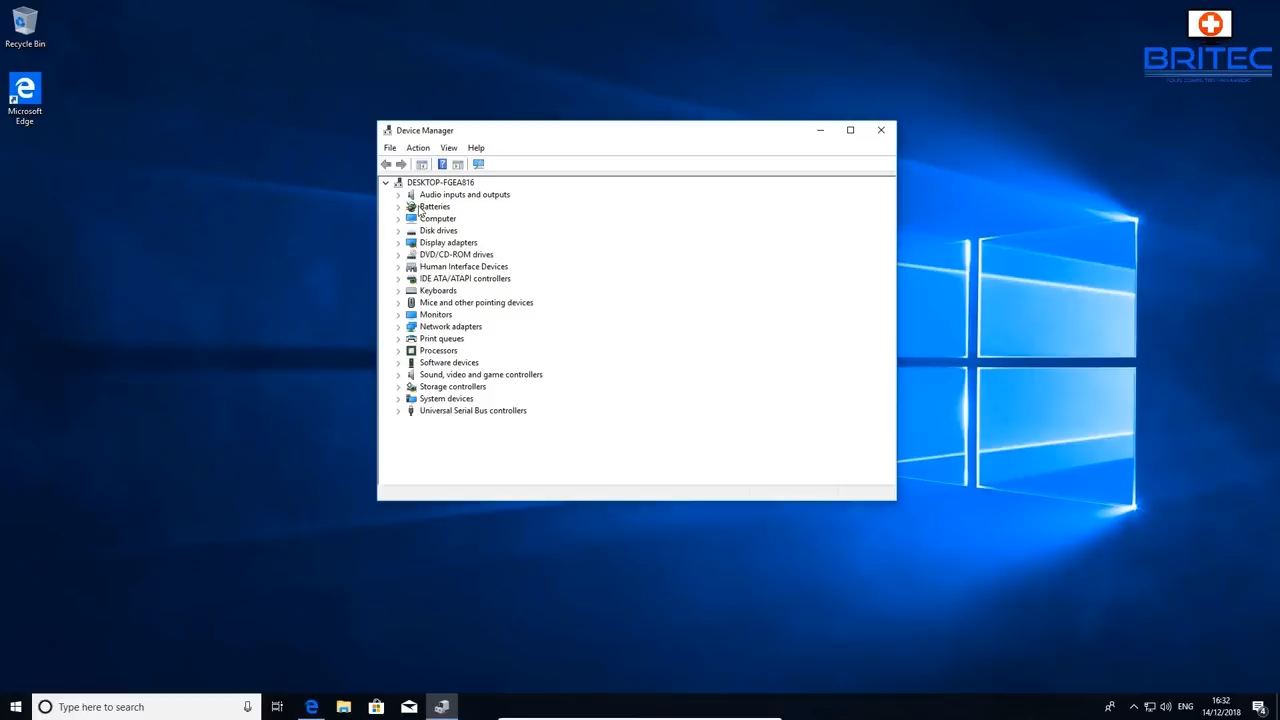 Recycle Bin
Microsoft
Edge
BRITEC
Device Manager
File Action View Help
DESKTOP-FGEA816
Audio inputs and outputs
Batteries
Computer
Disk drives
Display adapters
DVD/CD-ROM drives
Human Interface Devices
IDE ATA/ATAPI controllers
Keyboards
Mice and other pointing devices
Monitors
Network adapters
Print queues
Processors
Software devices
Sound, video and game controllers
Storage controllers
System devices
Universal Serial Bus controllers
Type here to search
ENG
16:32
14/12/2018
4